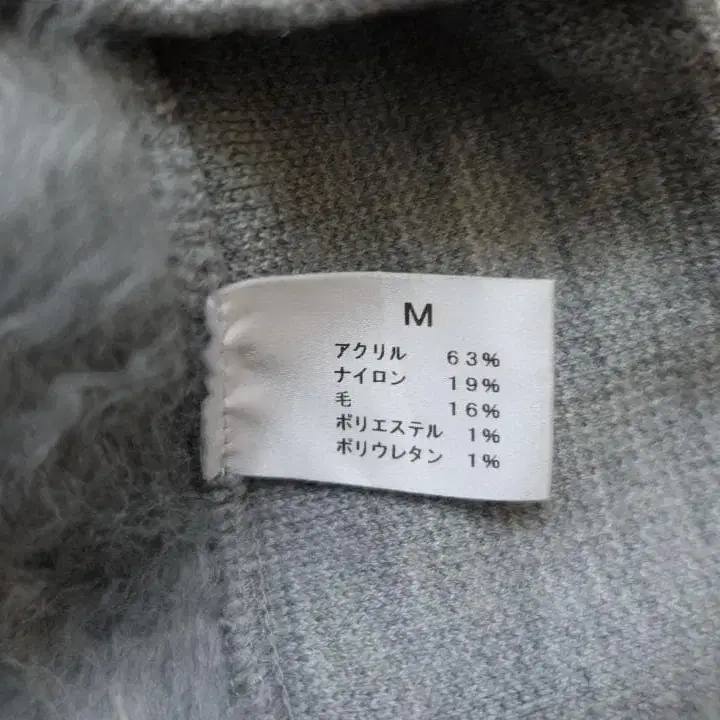 M
アクリル 63%
ナイロン 19%
毛 16%
ポリエステル 1%
ポリウレタン 1%